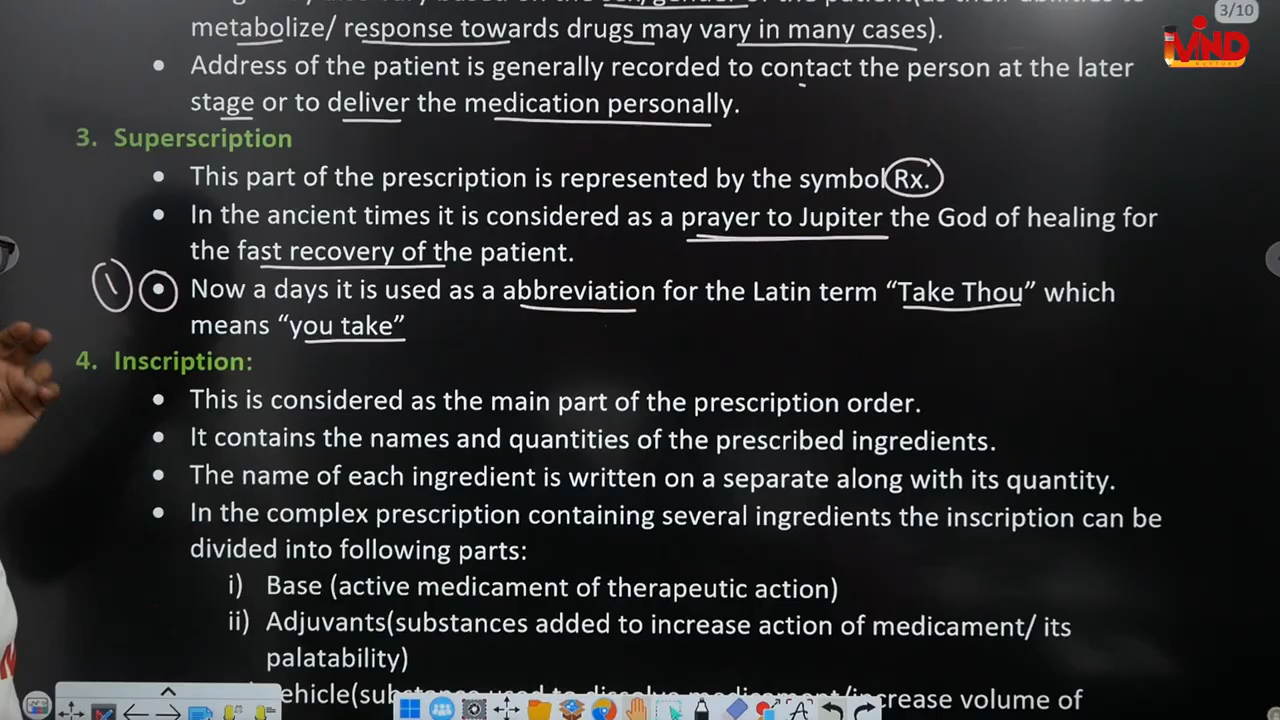 3/10
metabolize/ response towards drugs may vary in many cases).
• Address of the patient is generally recorded to contact the person at the later
stage or to deliver the medication personally.
3. Superscription
• This part of the prescription is represented by the symbol Rx.
• In the ancient times it is considered as a prayer to Jupiter the God of healing for
the fast recovery of the patient.
• Now a days it is used as a abbreviation for the Latin term “Take Thou” which
means “you take”
4. Inscription:
• This is considered as the main part of the prescription order.
• It contains the names and quantities of the prescribed ingredients.
• The name of each ingredient is written on a separate along with its quantity.
• In the complex prescription containing several ingredients the inscription can be
divided into following parts:
i) Base (active medicament of therapeutic action)
ii) Adjuvants(substances added to increase action of medicament/ its
palatability)
increase volume of